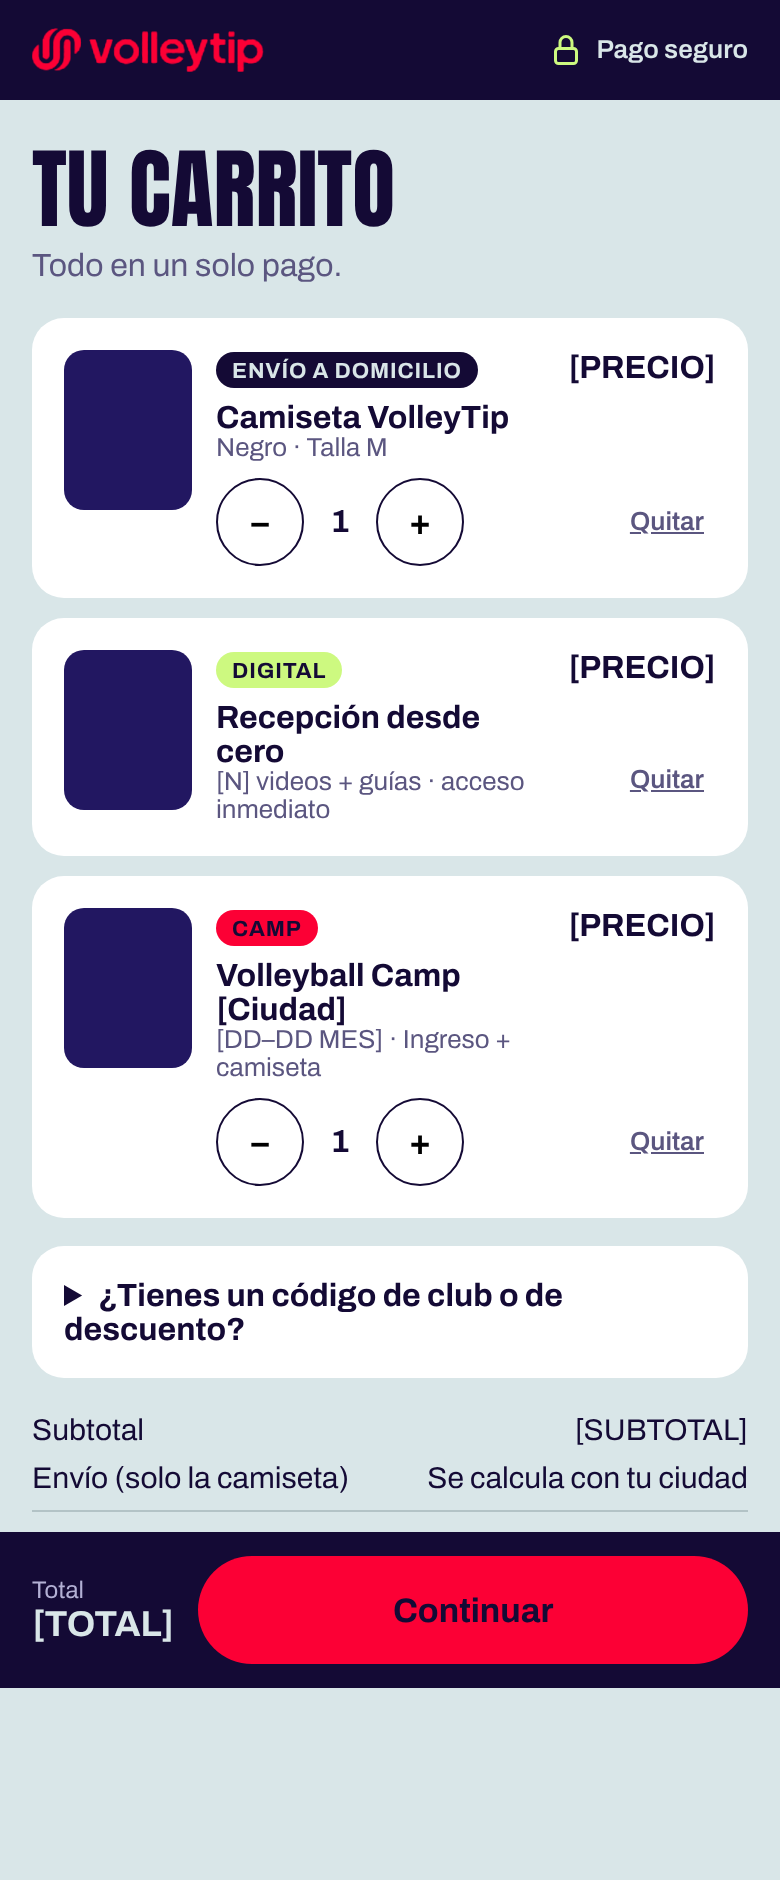 volleytip
Pago seguro
TU CARRITO
Todo en un solo pago.
ENVÍO A DOMICILIO
[PRECIO]
Camiseta VolleyTip
Negro · Talla M
– 1 +
Quitar
DIGITAL
[PRECIO]
Recepción desde
cero
[N] videos + guías · acceso
inmediato
Quitar
CAMP
[PRECIO]
Volleyball Camp
[Ciudad]
[DD–DD MES] · Ingreso +
camiseta
– 1 +
Quitar
¿Tienes un código de club o de
descuento?
Subtotal [SUBTOTAL]
Envío (solo la camiseta) Se calcula con tu ciudad
Total
[TOTAL]
Continuar